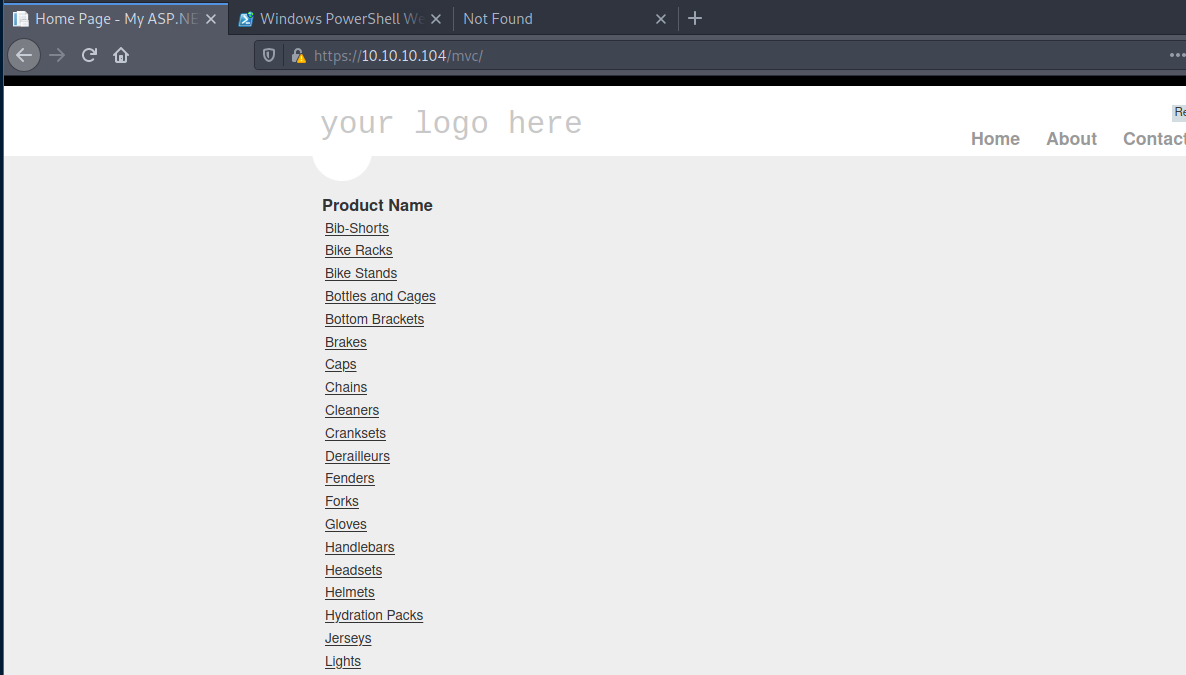 Home Page - My ASP.NE
Windows PowerShell We
Not Found
https://10.10.10.104/mvc/
your logo here
Re
Home About Contact
Product Name
Bib-Shorts
Bike Racks
Bike Stands
Bottles and Cages
Bottom Brackets
Brakes
Caps
Chains
Cleaners
Cranksets
Derailleurs
Fenders
Forks
Gloves
Handlebars
Headsets
Helmets
Hydration Packs
Jerseys
Lights